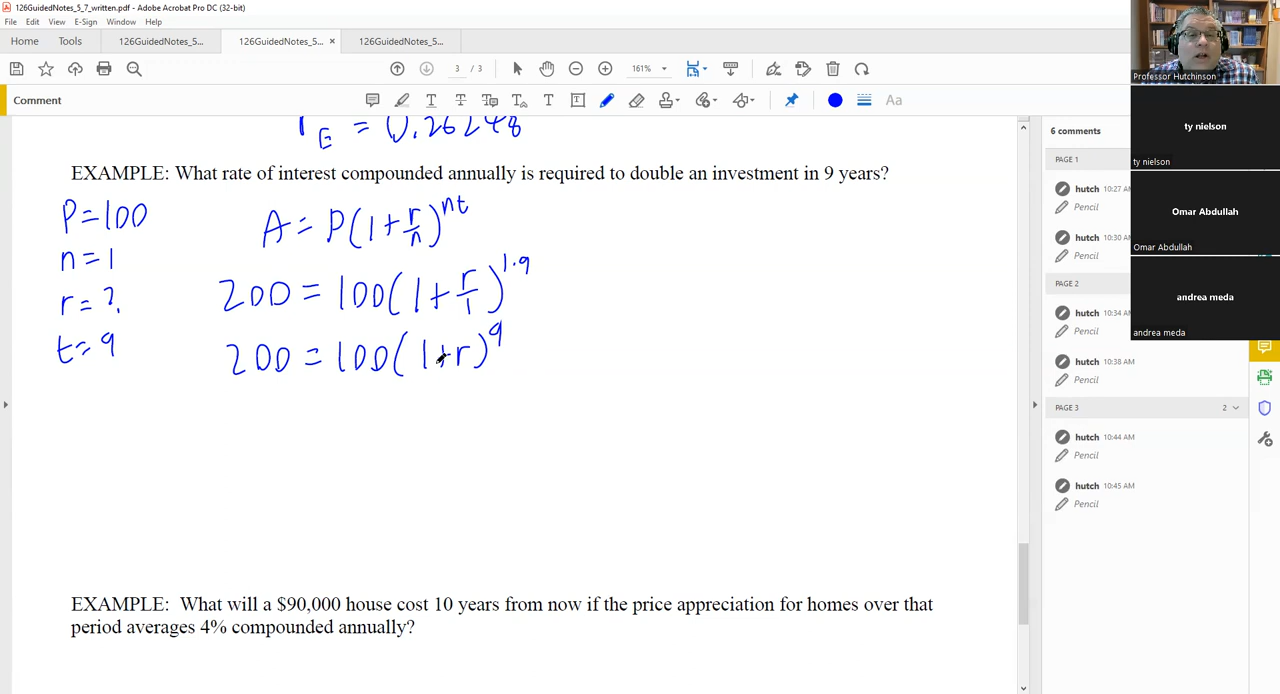 126GuidedNotes_5_7_written.pdf - Adobe Acrobat Pro DC (32-bit)
File Edit View E-Sign Window Help
Home Tools 126GuidedNotes_5_... 126GuidedNotes_5_... × 126GuidedNotes_5_...
3 / 3 161%
Comment Aa
= 0.26248
EXAMPLE: What rate of interest compounded annually is required to double an investment in 9 years?
P=100
n=1
r=?
t=9
A=P(1+r/n)^nt
200=100(1+r/1)^1·9
200=100(1+r)^9
EXAMPLE: What will a $90,000 house cost 10 years from now if the price appreciation for homes over that
period averages 4% compounded annually?
6 comments
PAGE 1
hutch 10:27 AM
Pencil
hutch 10:30 AM
Pencil
PAGE 2
hutch 10:34 AM
Pencil
hutch 10:38 AM
Pencil
PAGE 3 2
hutch 10:44 AM
Pencil
hutch 10:45 AM
Pencil
Professor Hutchinson
ty nielson
ty nielson
Omar Abdullah
Omar Abdullah
andrea meda
andrea meda